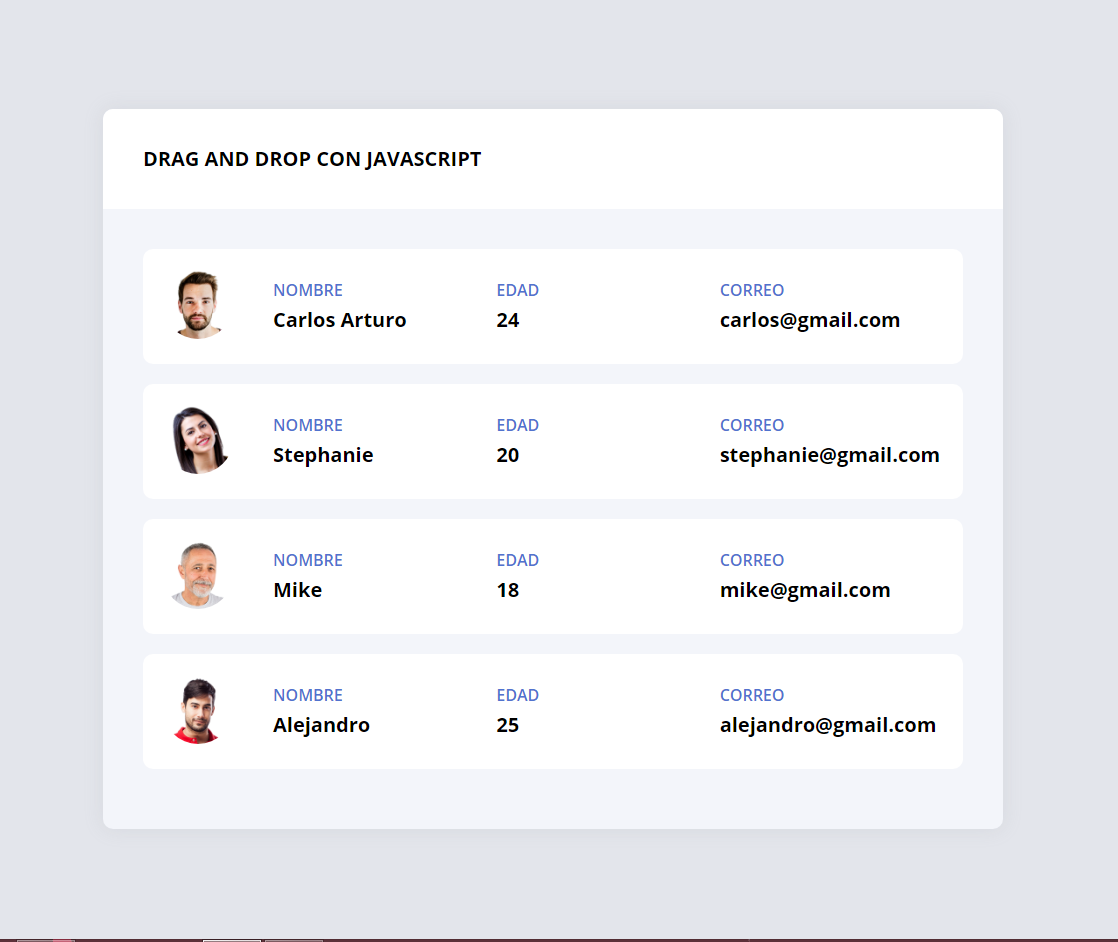 DRAG AND DROP CON JAVASCRIPT
NOMBRE EDAD CORREO
Carlos Arturo 24 carlos@gmail.com
NOMBRE EDAD CORREO
Stephanie 20 stephanie@gmail.com
NOMBRE EDAD CORREO
Mike 18 mike@gmail.com
NOMBRE EDAD CORREO
Alejandro 25 alejandro@gmail.com